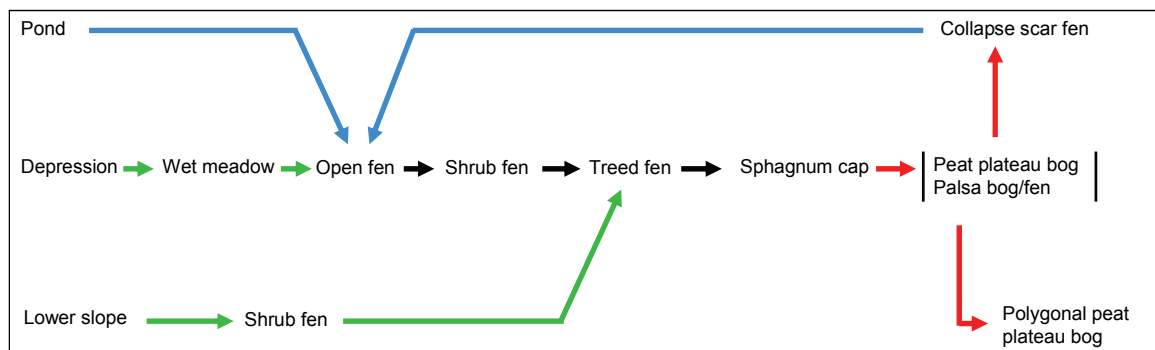 Pond
Collapse scar fen
Depression
Wet meadow
Open fen
Shrub fen
Treed fen
Sphagnum cap
Peat plateau bog
Palsa bog/fen
Lower slope
Shrub fen
Polygonal peat
plateau bog